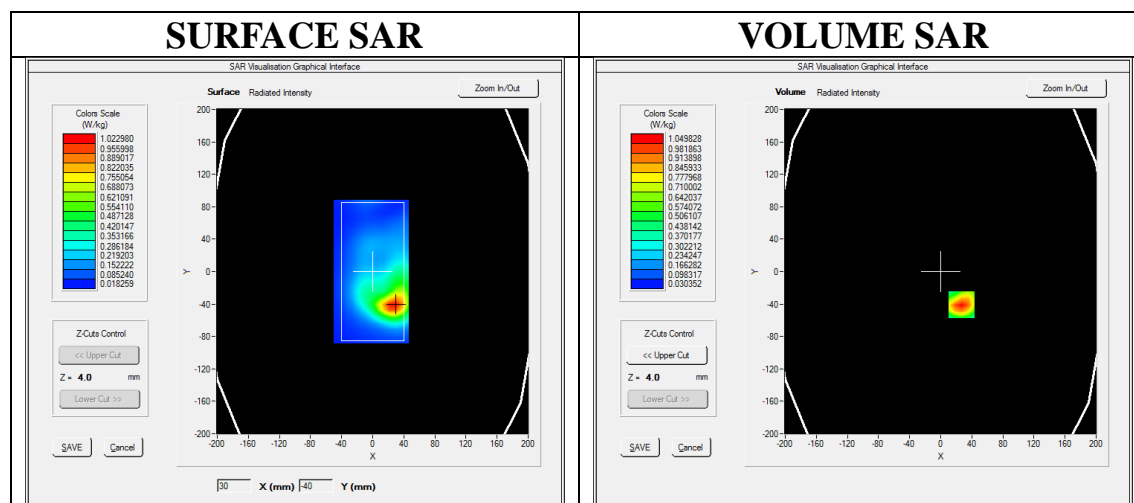 SURFACE SAR
VOLUME SAR
SAR Visualisation Graphical Interface
Surface Radiated Intensity
Zoom In/Out
Colors Scale
(W/kg)
1.022980
0.955998
0.889017
0.822035
0.755054
0.688073
0.621091
0.554110
0.487128
0.420147
0.353166
0.286184
0.219203
0.152222
0.085240
0.018259
200
160
120
80
40
0
-40
-80
-120
-160
-200
Y
-200 -160 -120 -80 -40 0 40 80 120 160 200
X
Z-Cuts Control
<< Upper Cut
Z = 4.0 mm
Lower Cut >>
SAVE Cancel
30 X (mm) -40 Y (mm)
SAR Visualisation Graphical Interface
Volume Radiated Intensity
Zoom In/Out
Colors Scale
(W/kg)
1.049828
0.981863
0.913898
0.845933
0.777968
0.710002
0.642037
0.574072
0.506107
0.438142
0.370177
0.302212
0.234247
0.166282
0.098317
0.030352
200
160
120
80
40
0
-40
-80
-120
-160
-200
Y
-200 -160 -120 -80 -40 0 40 80 120 160 200
X
Z-Cuts Control
<< Upper Cut
Z = 4.0 mm
Lower Cut >>
SAVE Cancel